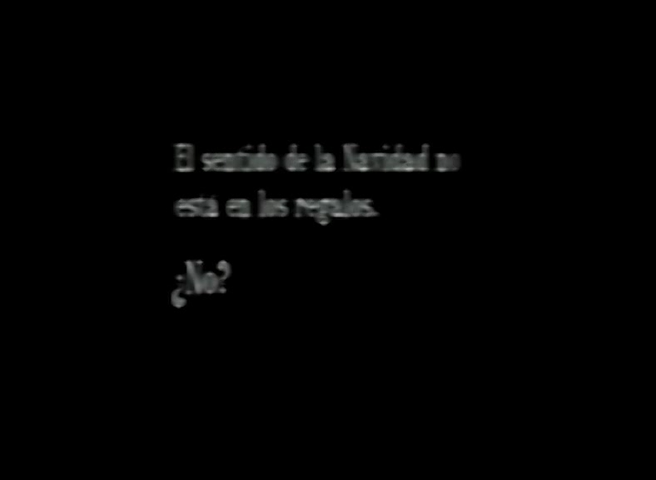 El sentido de la Navidad no
está en los regalos.
¿No?